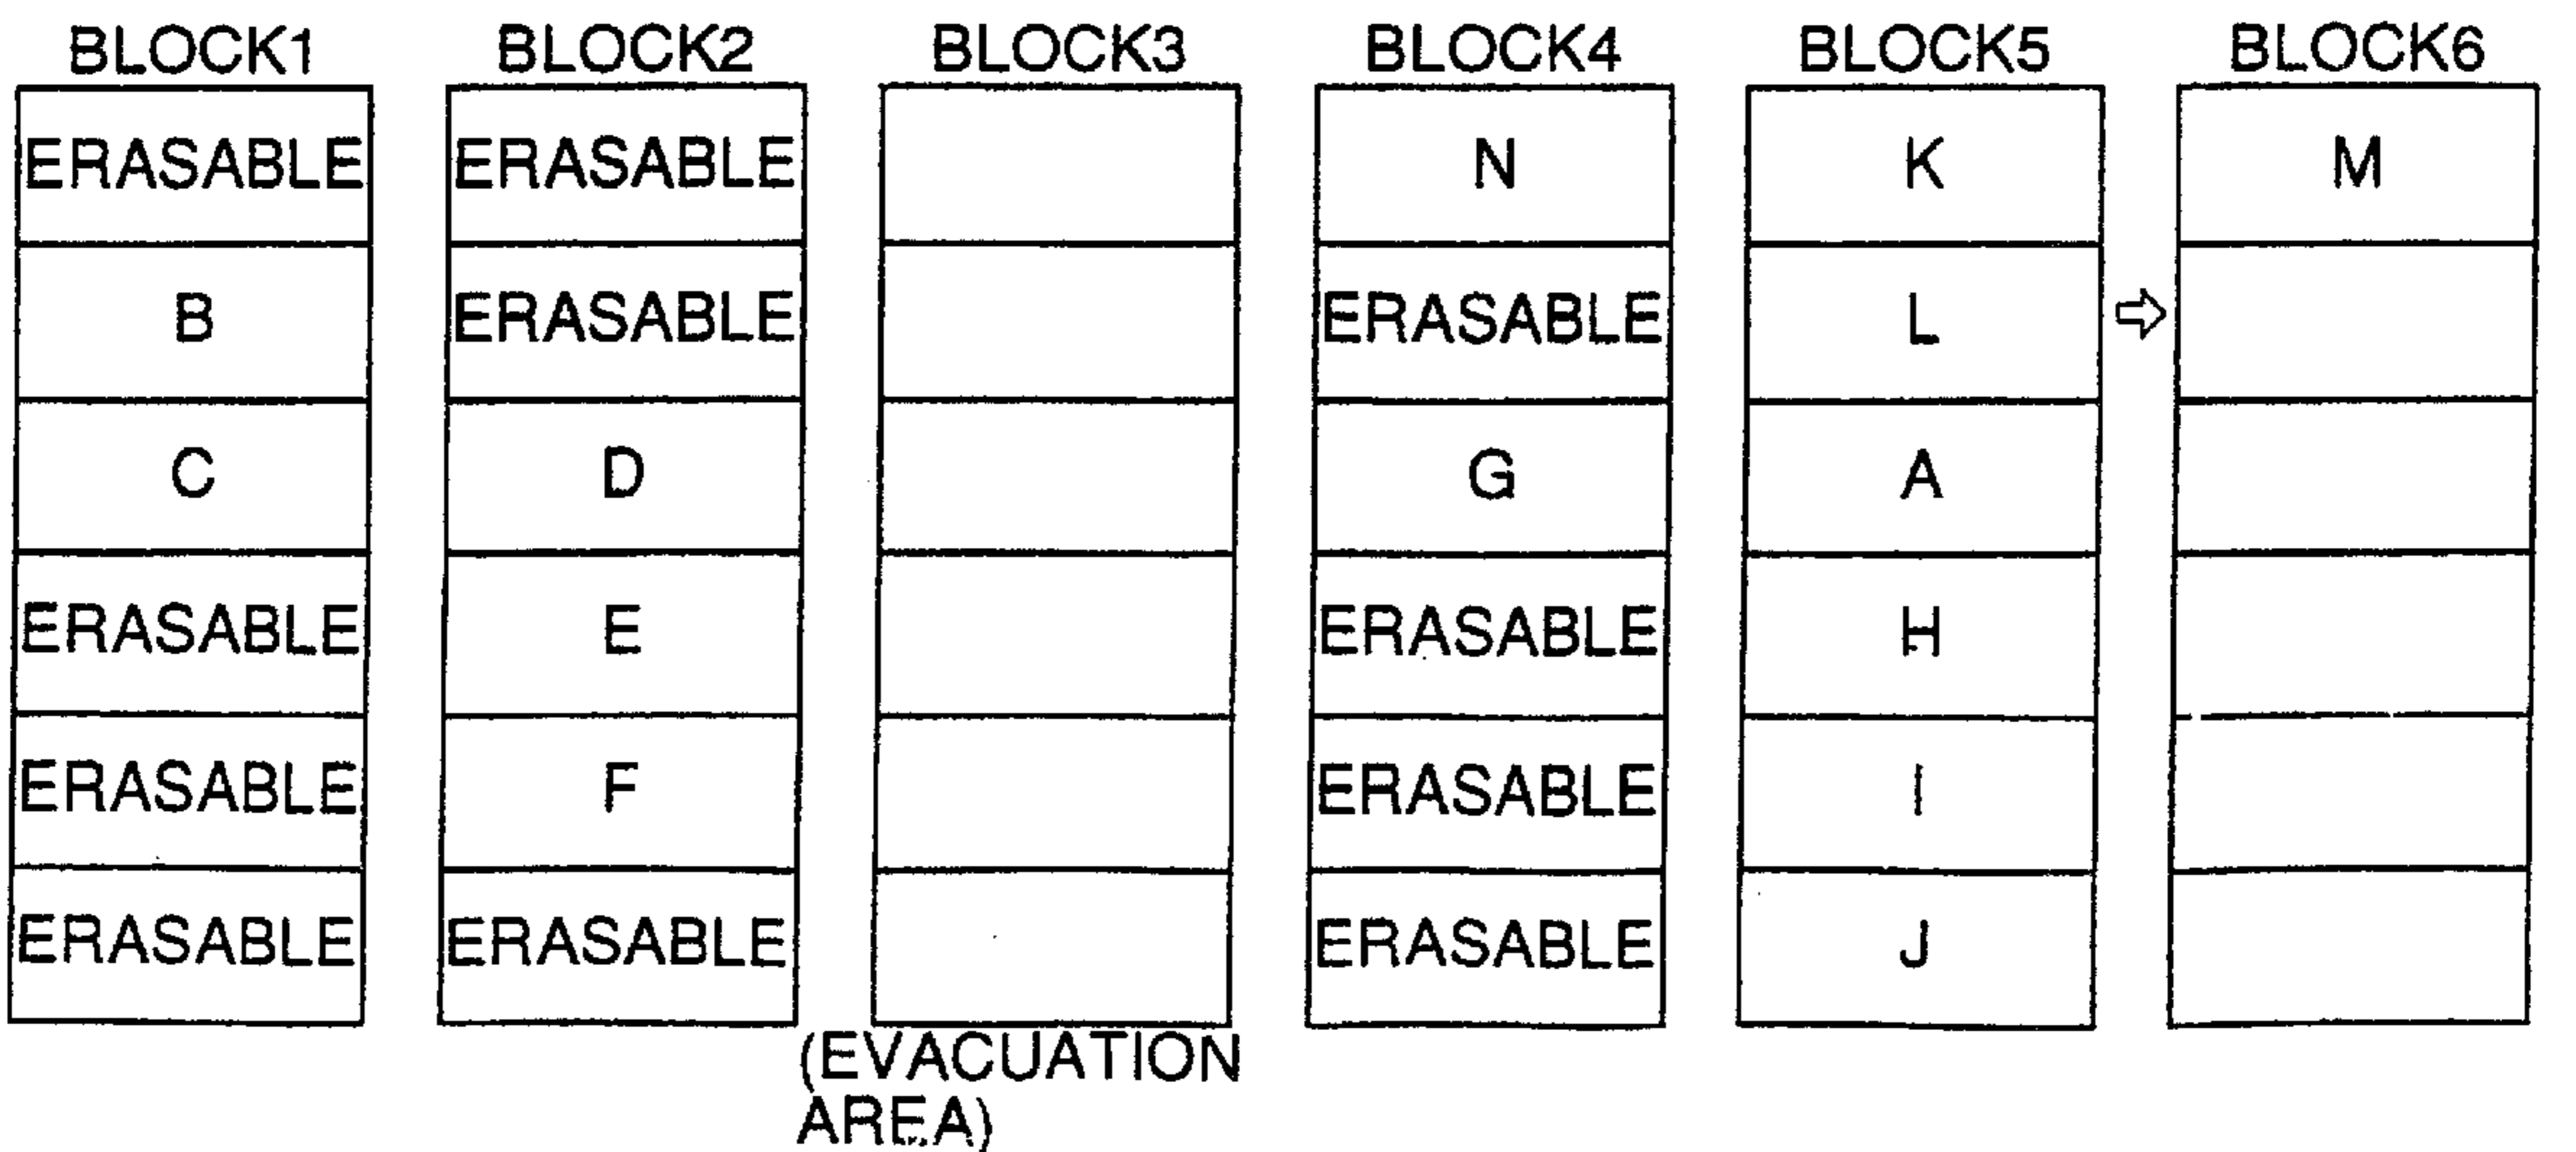 BLOCK1 BLOCK2 BLOCK3 BLOCK4 BLOCK5 BLOCK6
ERASABLE ERASABLE N K M
B ERASABLE ERASABLE L
C D G A
ERASABLE E ERASABLE H
ERASABLE F ERASABLE I
ERASABLE ERASABLE ERASABLE J
(EVACUATION
AREA)